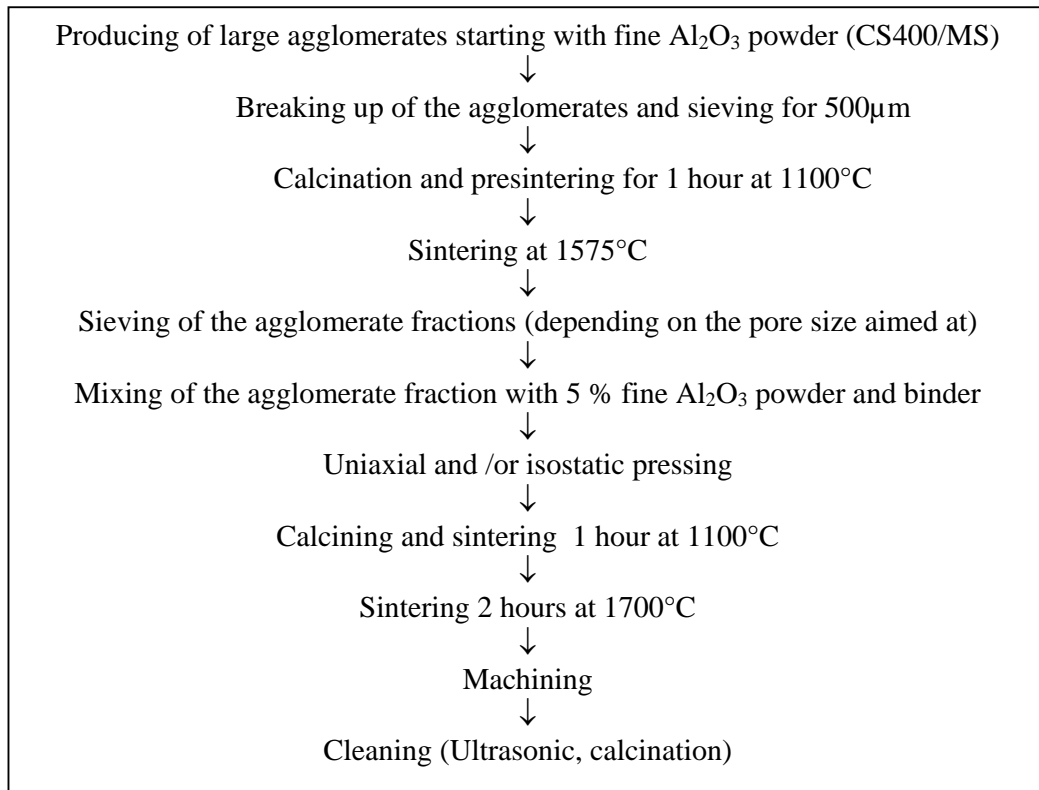 Producing of large agglomerates starting with fine Al₂O₃ powder (CS400/MS)
↓
Breaking up of the agglomerates and sieving for 500µm
↓
Calcination and presintering for 1 hour at 1100°C
↓
Sintering at 1575°C
↓
Sieving of the agglomerate fractions (depending on the pore size aimed at)
↓
Mixing of the agglomerate fraction with 5 % fine Al₂O₃ powder and binder
↓
Uniaxial and /or isostatic pressing
↓
Calcining and sintering 1 hour at 1100°C
↓
Sintering 2 hours at 1700°C
↓
Machining
↓
Cleaning (Ultrasonic, calcination)